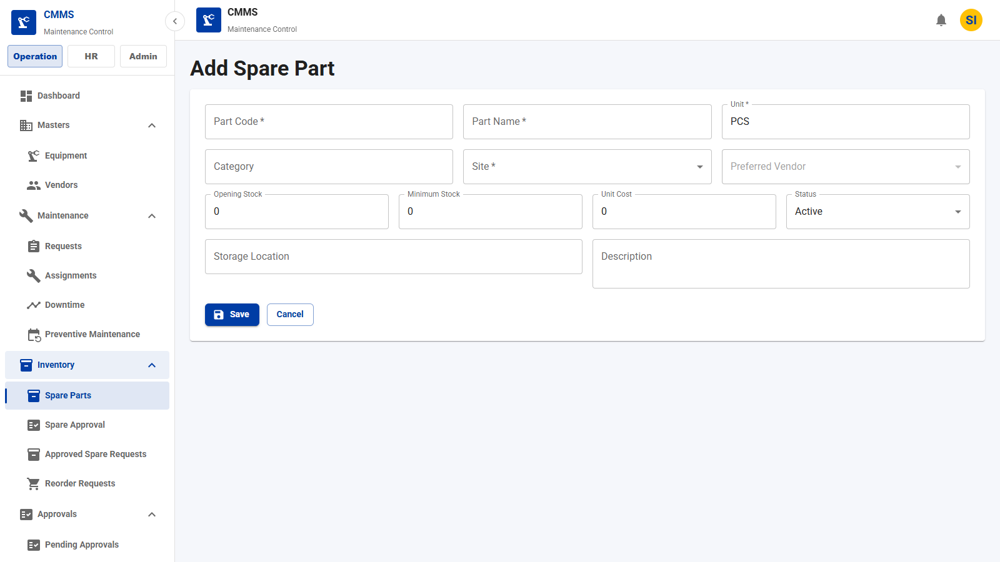 CMMS
Maintenance Control
Operation
HR
Admin
Dashboard
Masters
Equipment
Vendors
Maintenance
Requests
Assignments
Downtime
Preventive Maintenance
Inventory
Spare Parts
Spare Approval
Approved Spare Requests
Reorder Requests
Approvals
Pending Approvals
CMMS
Maintenance Control
SI
Add Spare Part
Part Code *
Part Name *
Unit *
PCS
Category
Site *
Preferred Vendor
Opening Stock
0
Minimum Stock
0
Unit Cost
0
Status
Active
Storage Location
Description
Save
Cancel